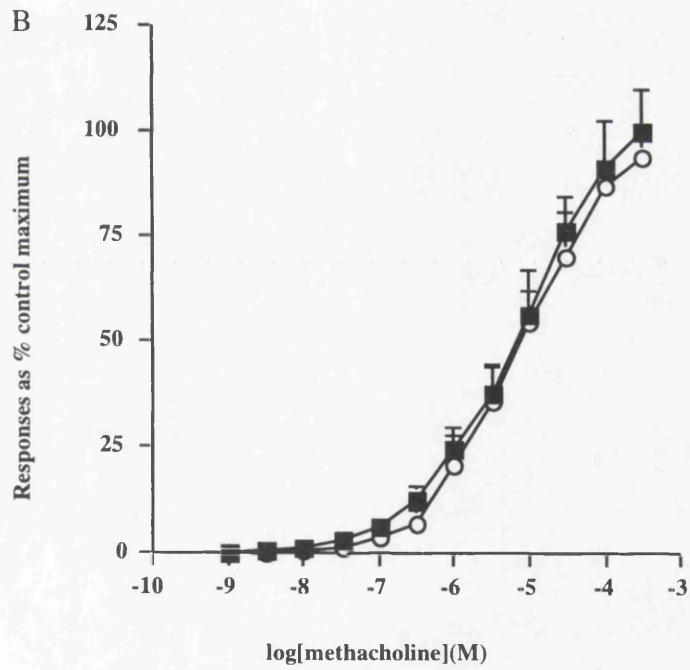 B
125
100
75
50
25
0
Responses as % control maximum
-10 -9 -8 -7 -6 -5 -4 -3
log[methacholine](M)